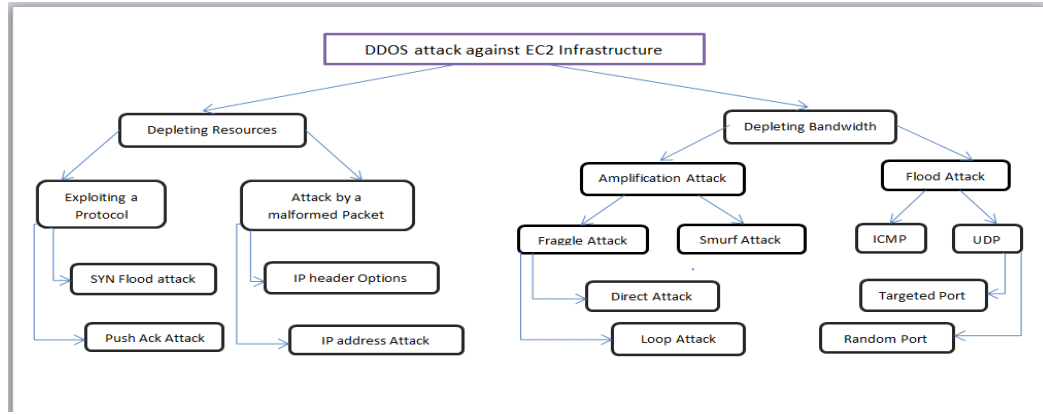 DDOS attack against EC2 Infrastructure
Depleting Resources
Depleting Bandwidth
Exploiting a
Protocol
Attack by a
malformed Packet
Amplification Attack
Flood Attack
Fraggle Attack
Smurf Attack
ICMP
UDP
SYN Flood attack
IP header Options
Direct Attack
Targeted Port
Push Ack Attack
IP address Attack
Loop Attack
Random Port